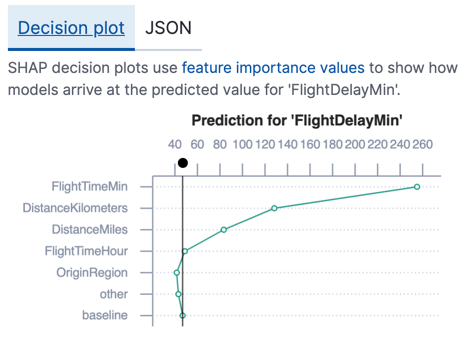 Decision plot JSON
SHAP decision plots use feature importance values to show how
models arrive at the predicted value for 'FlightDelayMin'.
Prediction for 'FlightDelayMin'
40 60 80 100 120 140 160 180 200 220 240 260
FlightTimeMin
DistanceKilometers
DistanceMiles
FlightTimeHour
OriginRegion
other
baseline